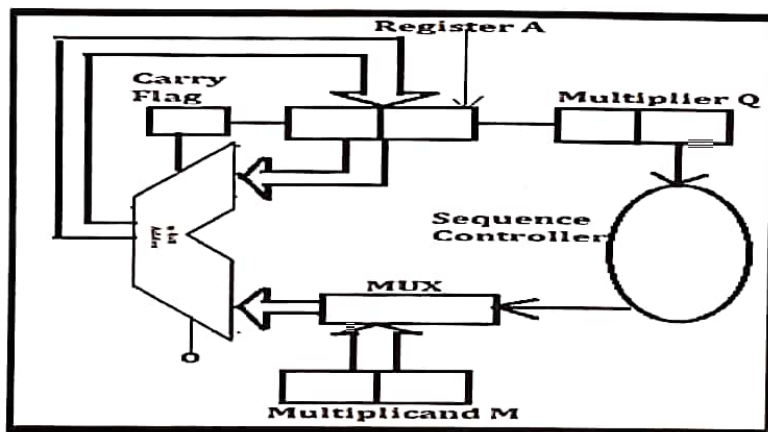 Register A
Carry
Flag
Multiplier Q
Sequence
Controller
MUX
O
Multiplicand M